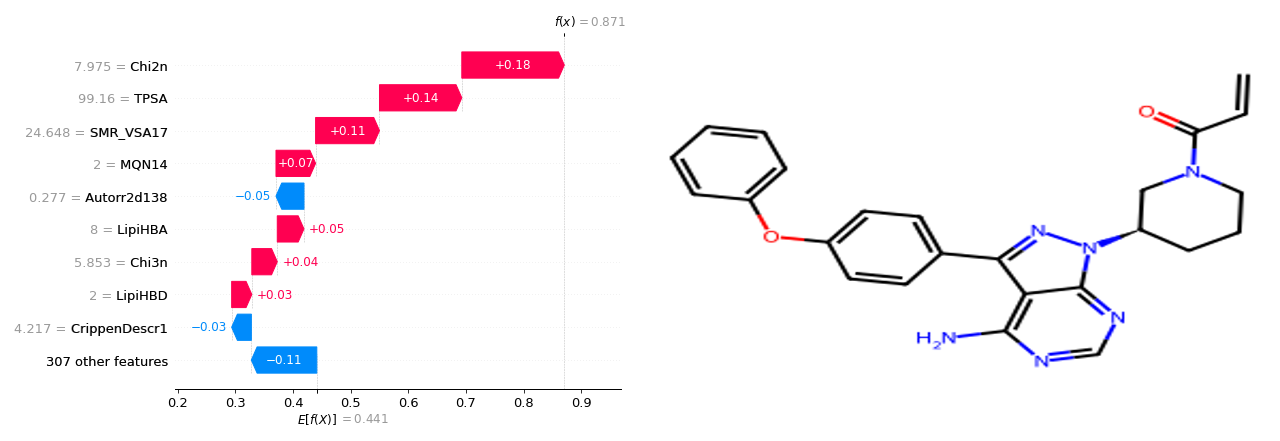 f(x) = 0.871
7.975 = Chi2n
+0.18
99.16 = TPSA
+0.14
24.648 = SMR_VSA17
+0.11
2 = MQN14
+0.07
0.277 = Autorr2d138
−0.05
8 = LipiHBA
+0.05
5.853 = Chi3n
+0.04
2 = LipiHBD
+0.03
4.217 = CrippenDescr1
−0.03
307 other features
−0.11
0.2 0.3 0.4 0.5 0.6 0.7 0.8 0.9
E[f(X)] = 0.441
O
N
N
N
O
N
H₂N
N